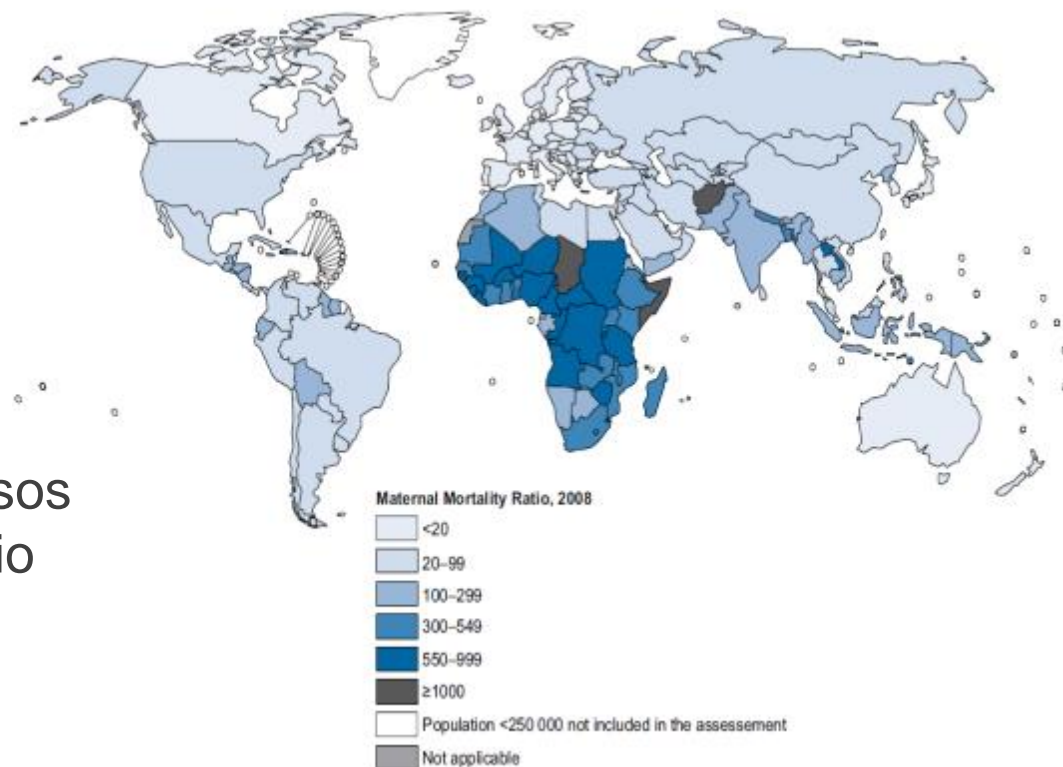 sos
io
Maternal Mortality Ratio, 2008
<20
20–99
100–299
300–549
550–999
≥1000
Population <250 000 not included in the assessement
Not applicable